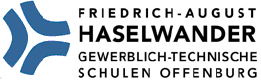 FRIEDRICH-AUGUST
HASELWANDER
GEWERBLICH-TECHNISCHE
SCHULEN OFFENBURG